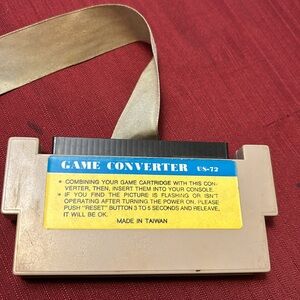 GAME CONVERTER US-72
* COMBINING YOUR GAME CARTRIDGE WITH THIS CON-
VERTER, THEN, INSERT THEM INTO YOUR CONSOLE.
* IF YOU FIND THE PICTURE IS FLASHING OR ISN'T
OPERATING AFTER TURNING THE POWER ON, PLEASE
PUSH "RESET" BUTTON 3 TO 5 SECONDS AND RELEAVE,
IT WILL BE OK.
MADE IN TAIWAN